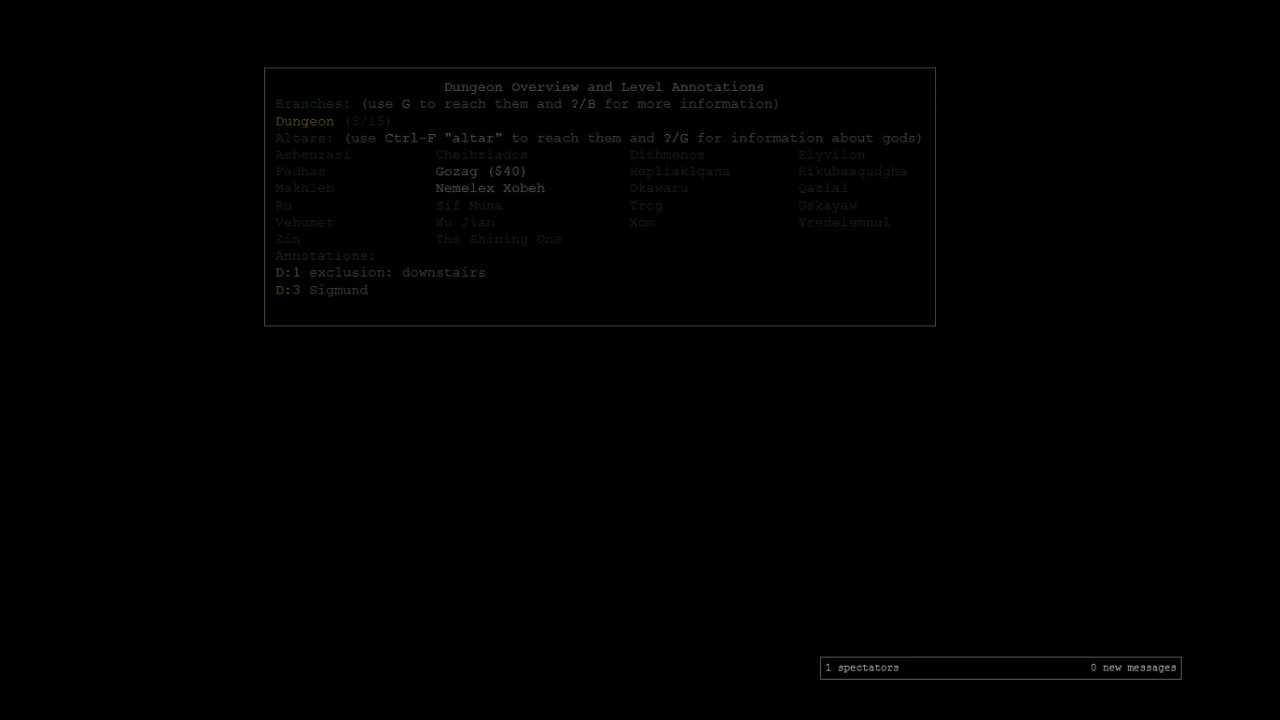 Dungeon Overview and Level Annotations
Branches: (use G to reach them and ?/B for more information)
Dungeon (3/15)
Altars: (use Ctrl-F "altar" to reach them and ?/G for information about gods)
Ashenzari Cheibriados Dithmenos Elyvilon
Fedhas Gozag ($40) Hepliaklqana Kikubaaqudgha
Makhleb Nemelex Xobeh Okawaru Qazlal
Ru Sif Muna Trog Uskayaw
Vehumet Wu Jian Xom Yredelemnul
Zin The Shining One
Annotations:
D:1 exclusion: downstairs
D:3 Sigmund
1 spectators 0 new messages